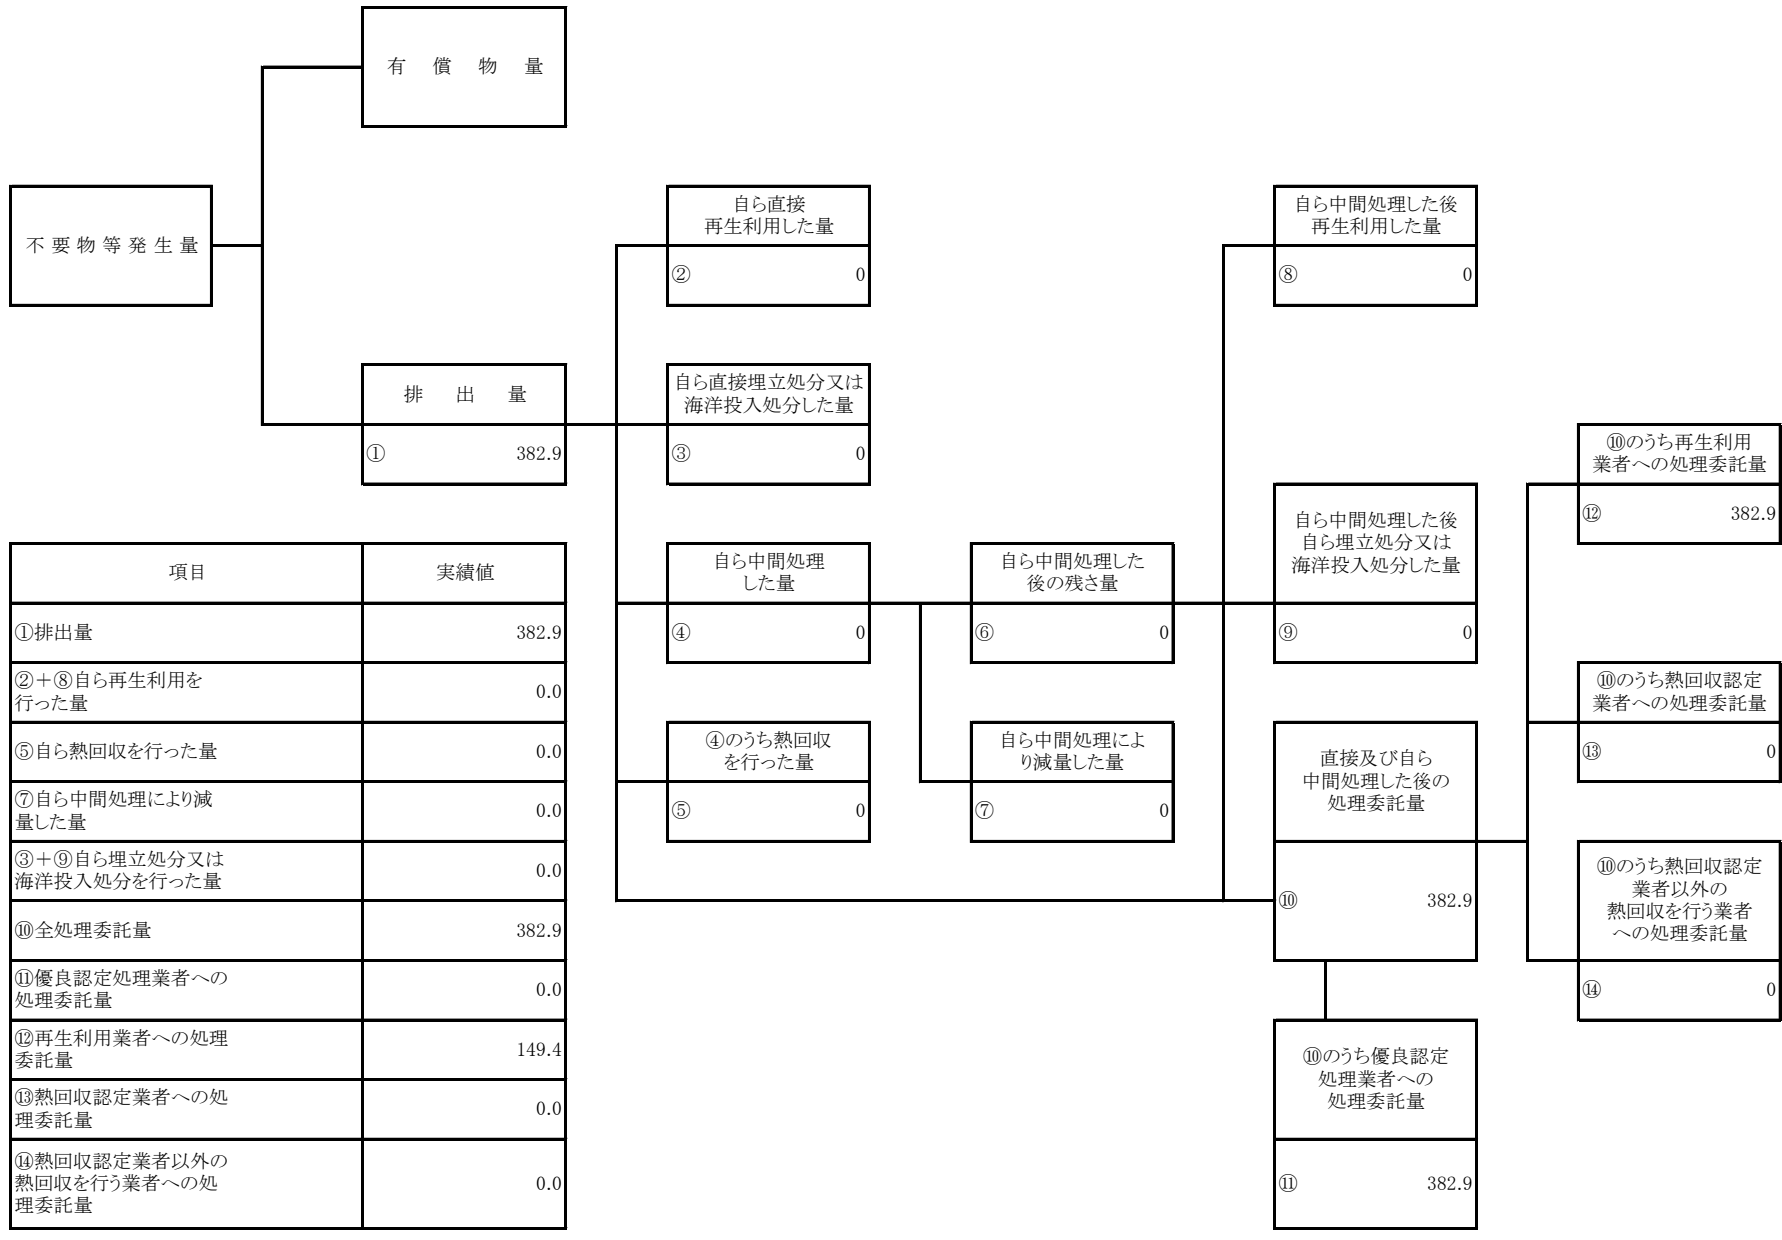 有償物量
不要物等発生量
自ら直接
再生利用した量
②　0
自ら中間処理した後
再生利用した量
⑧　0
排出量
①　382.9
自ら直接埋立処分又は
海洋投入処分した量
③　0
⑩のうち再生利用
業者への処理委託量
⑫　382.9
自ら中間処理した後
自ら埋立処分又は
海洋投入処分した量
⑨　0
自ら中間処理
した量
④　0
自ら中間処理した
後の残さ量
⑥　0
⑩のうち熱回収認定
業者への処理委託量
⑬　0
④のうち熱回収
を行った量
⑤　0
自ら中間処理によ
り減量した量
⑦　0
直接及び自ら
中間処理した後の
処理委託量
⑩　382.9
⑩のうち熱回収認定
業者以外の
熱回収を行う業者
への処理委託量
⑭　0
⑩のうち優良認定
処理業者への
処理委託量
⑪　382.9
項目　実績値
①排出量　382.9
②＋⑧自ら再生利用を
行った量　0.0
⑤自ら熱回収を行った量　0.0
⑦自ら中間処理により減
量した量　0.0
③＋⑨自ら埋立処分又は
海洋投入処分を行った量　0.0
⑩全処理委託量　382.9
⑪優良認定処理業者への
処理委託量　0.0
⑫再生利用業者への処理
委託量　149.4
⑬熱回収認定業者への処
理委託量　0.0
⑭熱回収認定業者以外の
熱回収を行う業者への処
理委託量　0.0